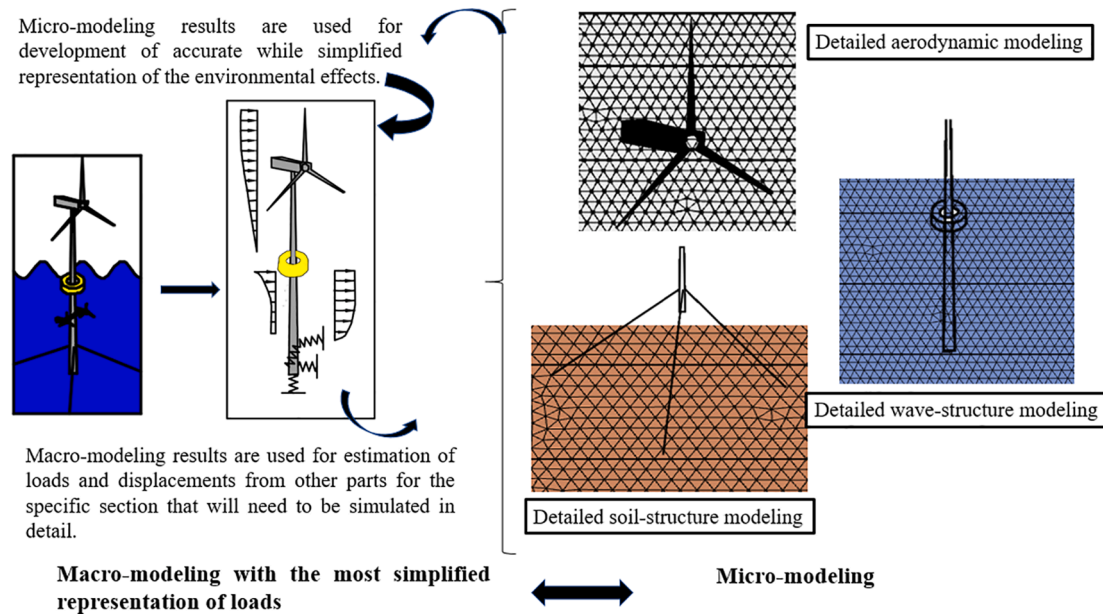 Micro-modeling results are used for
development of accurate while simplified
representation of the environmental effects.
Detailed aerodynamic modeling
Detailed wave-structure modeling
Macro-modeling results are used for estimation of
loads and displacements from other parts for the
specific section that will need to be simulated in
detail.
Detailed soil-structure modeling
Macro-modeling with the most simplified
representation of loads
Micro-modeling